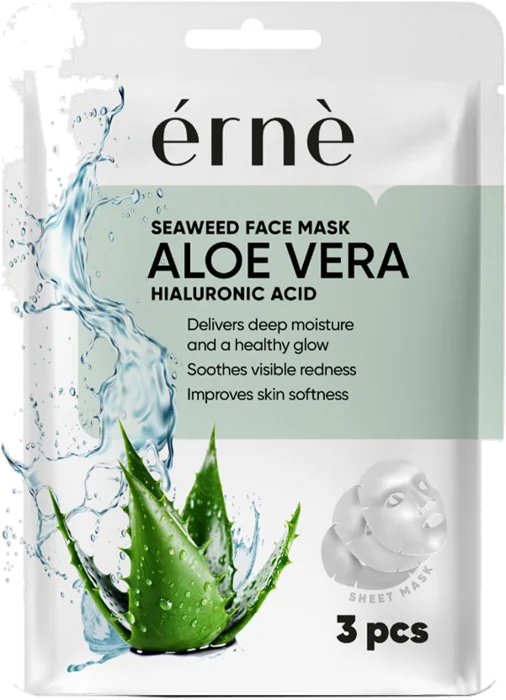 érnè
SEAWEED FACE MASK
ALOE VERA
HIALURONIC ACID
Delivers deep moisture
and a healthy glow
Soothes visible redness
Improves skin softness
SHEET MASK
3 pcs